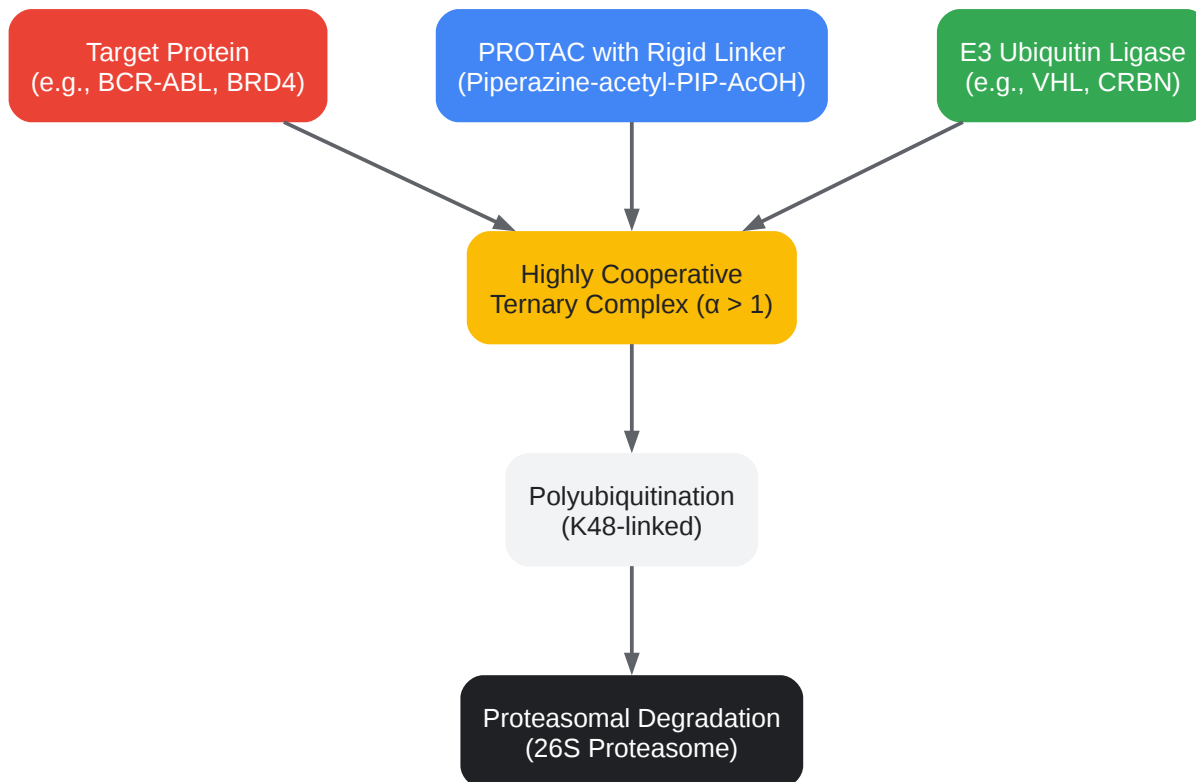 Target Protein
(e.g., BCR-ABL, BRD4)
PROTAC with Rigid Linker
(Piperazine-acetyl-PIP-AcOH)
E3 Ubiquitin Ligase
(e.g., VHL, CRBN)
Highly Cooperative
Ternary Complex (α > 1)
Polyubiquitination
(K48-linked)
Proteasomal Degradation
(26S Proteasome)